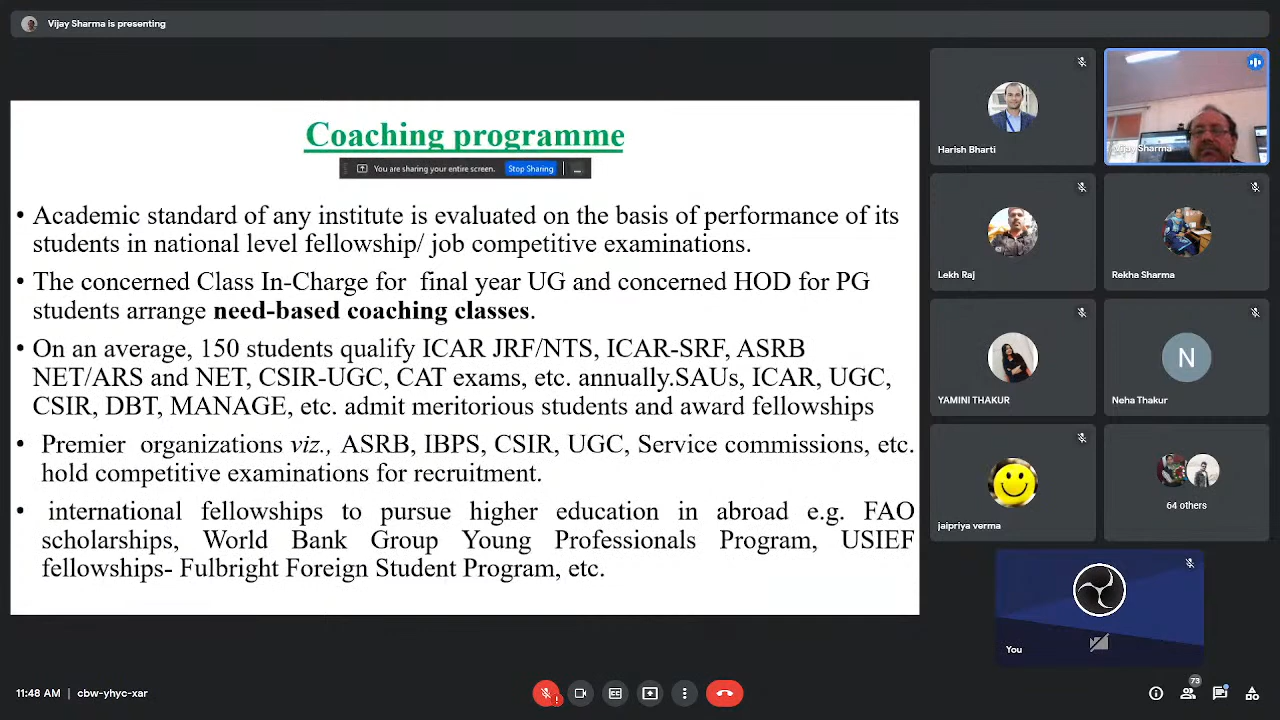 Vijay Sharma is presenting
Coaching programme
You are sharing your entire screen. Stop Sharing
• Academic standard of any institute is evaluated on the basis of performance of its
students in national level fellowship/ job competitive examinations.
• The concerned Class In-Charge for final year UG and concerned HOD for PG
students arrange need-based coaching classes.
• On an average, 150 students qualify ICAR JRF/NTS, ICAR-SRF, ASRB
NET/ARS and NET, CSIR-UGC, CAT exams, etc. annually.SAUs, ICAR, UGC,
CSIR, DBT, MANAGE, etc. admit meritorious students and award fellowships
• Premier organizations viz., ASRB, IBPS, CSIR, UGC, Service commissions, etc.
hold competitive examinations for recruitment.
• international fellowships to pursue higher education in abroad e.g. FAO
scholarships, World Bank Group Young Professionals Program, USIEF
fellowships- Fulbright Foreign Student Program, etc.
Harish Bharti
Vijay Sharma
Lekh Raj
Rekha Sharma
YAMINI THAKUR
N
Neha Thakur
jaipriya verma
64 others
You
11:48 AM | cbw-yhyc-xar
73